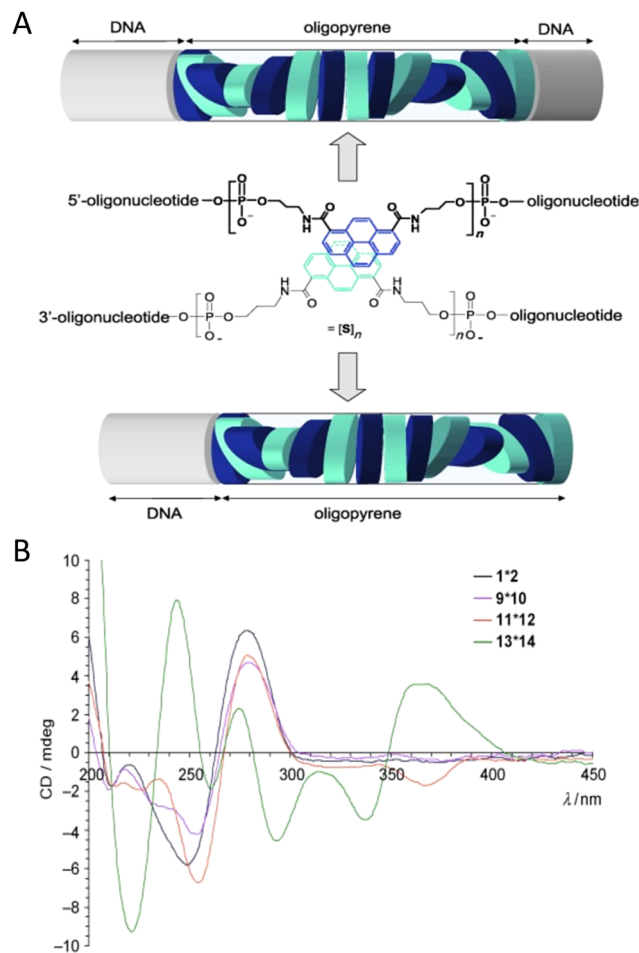 A
DNA oligopyrene DNA
5'-oligonucleotide—O—P(=O)(O⁻)—O N H O O N H O—P(=O)(O⁻)—O n oligonucleotide
3'-oligonucleotide—O—P(=O)(O-)—O N H O O N H O—P(=O)(O-)—O n oligonucleotide
= [S]n
DNA oligopyrene
B
10
8
6
4
2
0
−2
−4
−6
−8
−10
CD / mdeg
200 250 300 350 400 450
λ/nm
1*2
9*10
11*12
13*14